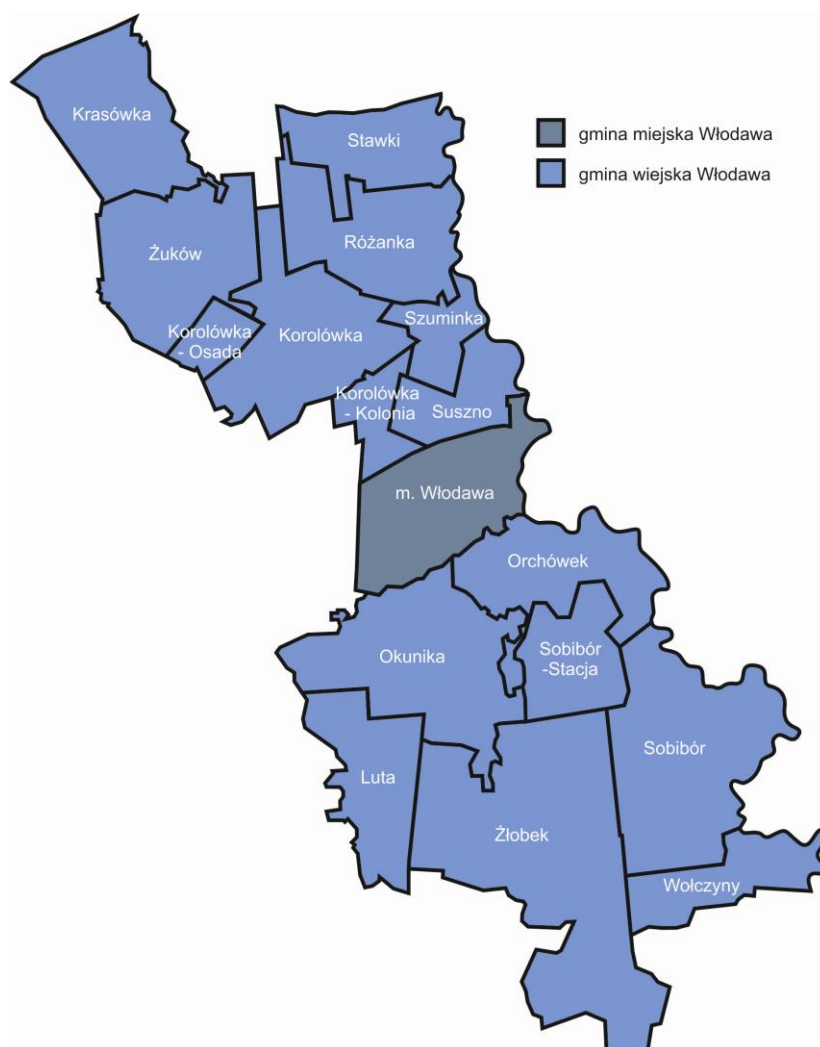 Krasówka
Stawki
gmina miejska Włodawa
gmina wiejska Włodawa
Żuków
Różanka
Szuminka
Korolówka
- Osada
Korolówka
Korolówka
- Kolonia
Suszno
m. Włodawa
Orchówek
Okunika
Sobibór
-Stacja
Sobibór
Luta
Żłobek
Wołczyny